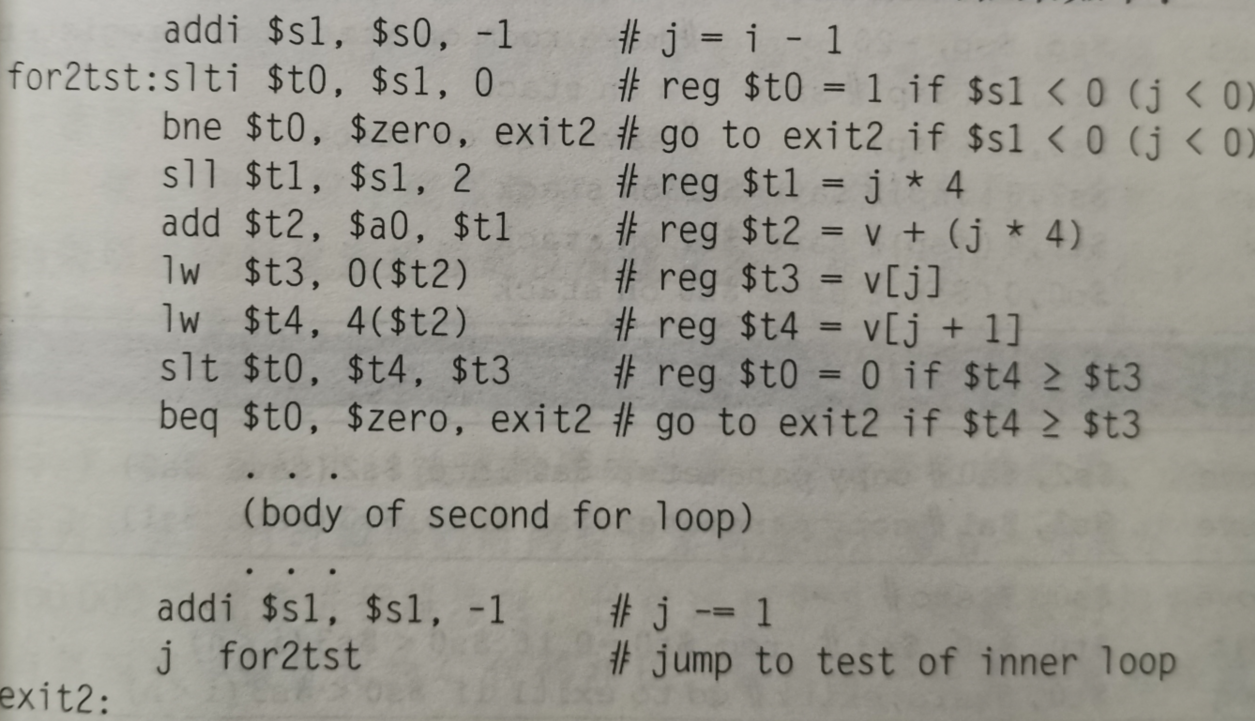 addi $s1, $s0, -1 # j = i - 1
for2tst:slti $t0, $s1, 0 # reg $t0 = 1 if $s1 < 0 (j < 0)
bne $t0, $zero, exit2 # go to exit2 if $s1 < 0 (j < 0)
sll $t1, $s1, 2 # reg $t1 = j * 4
add $t2, $a0, $t1 # reg $t2 = v + (j * 4)
lw $t3, 0($t2) # reg $t3 = v[j]
lw $t4, 4($t2) # reg $t4 = v[j + 1]
slt $t0, $t4, $t3 # reg $t0 = 0 if $t4 ≥ $t3
beq $t0, $zero, exit2 # go to exit2 if $t4 ≥ $t3
. . .
(body of second for loop)
. . .
addi $s1, $s1, -1 # j -= 1
j for2tst # jump to test of inner loop
exit2: